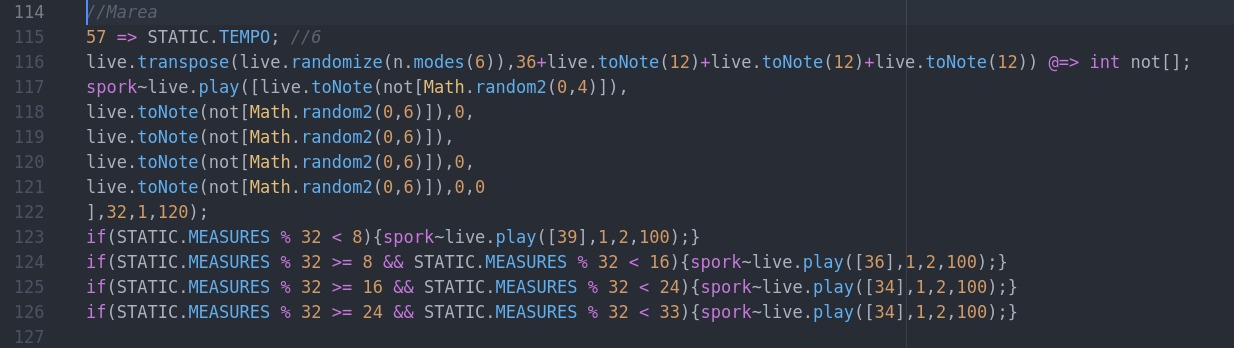 114 //Marea
115 57 => STATIC.TEMPO; //6
116 live.transpose(live.randomize(n.modes(6)),36+live.toNote(12)+live.toNote(12)+live.toNote(12)) @=> int not[];
117 spork~live.play([live.toNote(not[Math.random2(0,4)]),
118 live.toNote(not[Math.random2(0,6)]),0,
119 live.toNote(not[Math.random2(0,6)]),
120 live.toNote(not[Math.random2(0,6)]),0,
121 live.toNote(not[Math.random2(0,6)]),0,0
122 ],32,1,120);
123 if(STATIC.MEASURES % 32 < 8){spork~live.play([39],1,2,100);}
124 if(STATIC.MEASURES % 32 >= 8 && STATIC.MEASURES % 32 < 16){spork~live.play([36],1,2,100);}
125 if(STATIC.MEASURES % 32 >= 16 && STATIC.MEASURES % 32 < 24){spork~live.play([34],1,2,100);}
126 if(STATIC.MEASURES % 32 >= 24 && STATIC.MEASURES % 32 < 33){spork~live.play([34],1,2,100);}
127